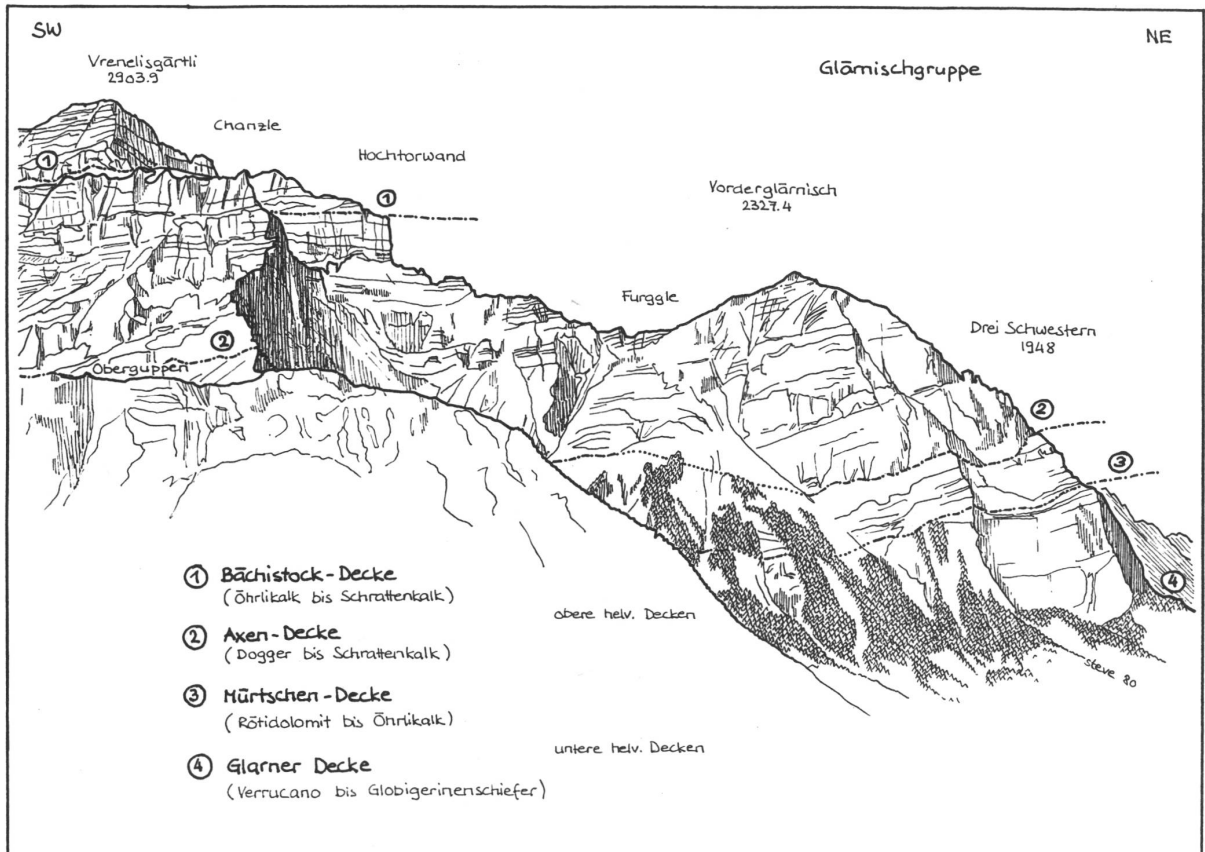 SW
NE
Vrenelisgärtli
2903.9
Glärnischgruppe
Chanzle
Hochtorwand
1
1
Vorderglärnisch
2327.4
Furggle
Drei Schwestern
1948
2
Oberguppen
2
3
4
1 Bächistock-Decke
(Öhrlikalk bis Schrattenkalk)
obere helv. Decken
2 Axen-Decke
(Dogger bis Schrattenkalk)
steve 80
3 Mürtschen-Decke
(Rötidolomit bis Öhrlikalk)
untere helv. Decken
4 Glarner Decke
(Verrucano bis Globigerinenschiefer)